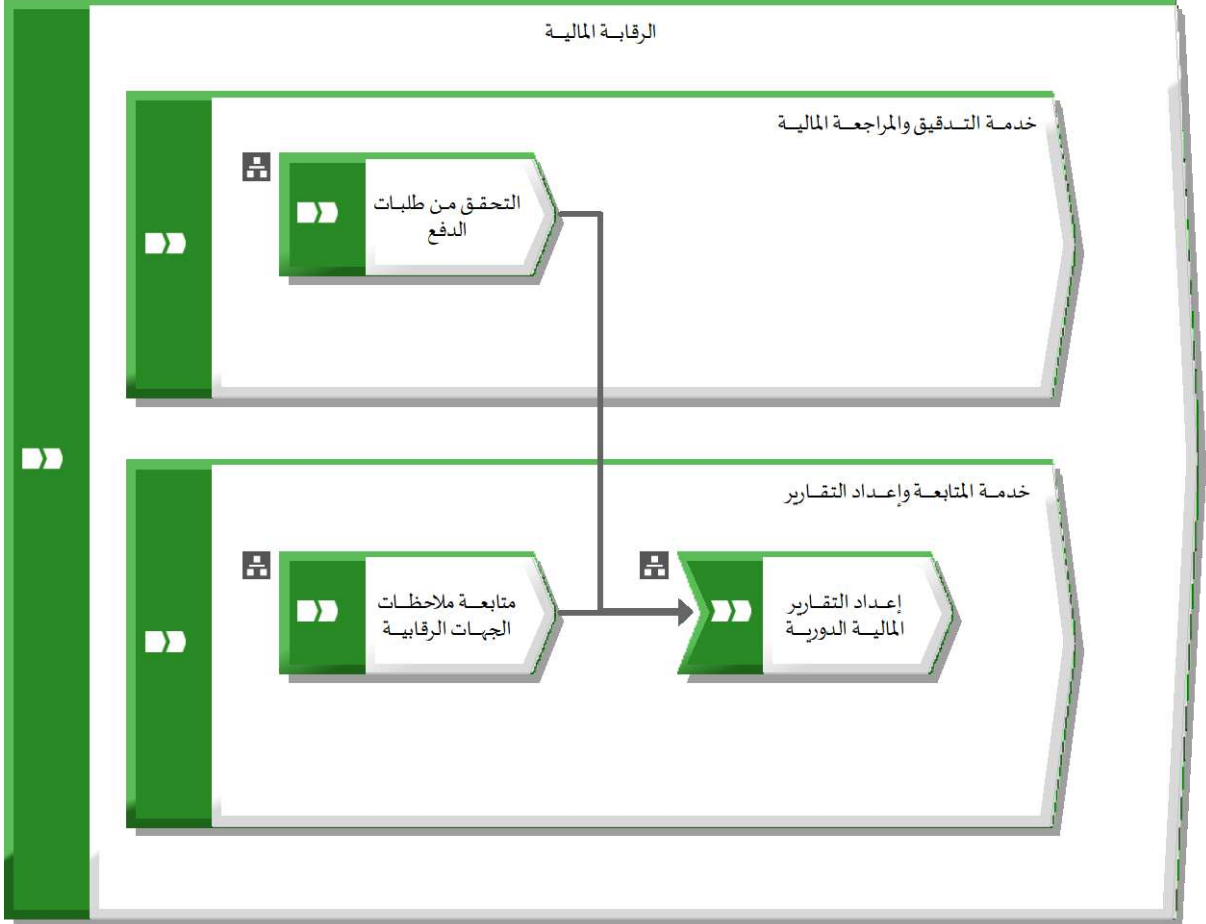 الرقابة المالية
خدمة التدقيق والمراجعة المالية
التحقق من طلبات
الدفع
خدمة المتابعة وإعداد التقارير
متابعة ملاحظات
الجهات الرقابية
إعداد التقارير
المالية الدورية